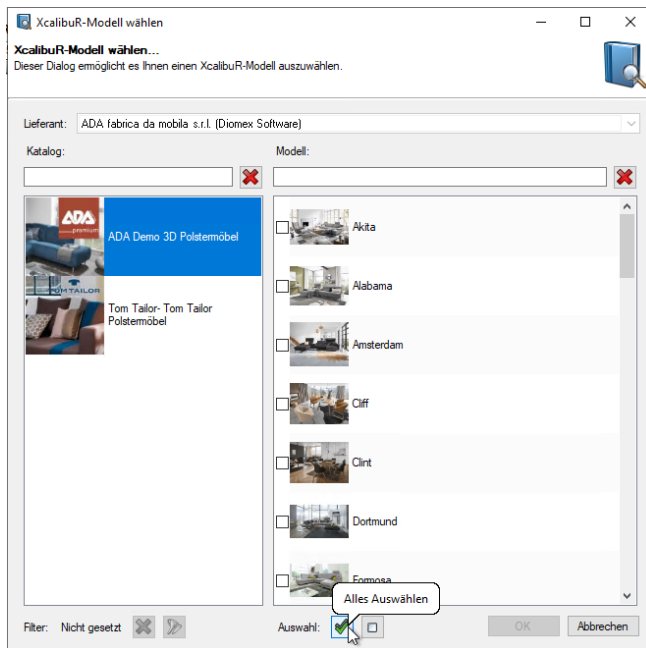 XcalibuR-Modell wählen
XcalibuR-Modell wählen...
Dieser Dialog ermöglicht es Ihnen einen XcalibuR-Modell auszuwählen.
Lieferant: ADA fabrica da mobila s.r.l. (Diomex Software)
Katalog:
Modell:
ADA
premium
ADA Demo 3D Polstermöbel
TOM TAILOR
Tom Tailor- Tom Tailor
Polstermöbel
Akita
Alabama
Amsterdam
Cliff
Clint
Dortmund
Formosa
Alles Auswählen
Filter: Nicht gesetzt
Auswahl:
OK
Abbrechen